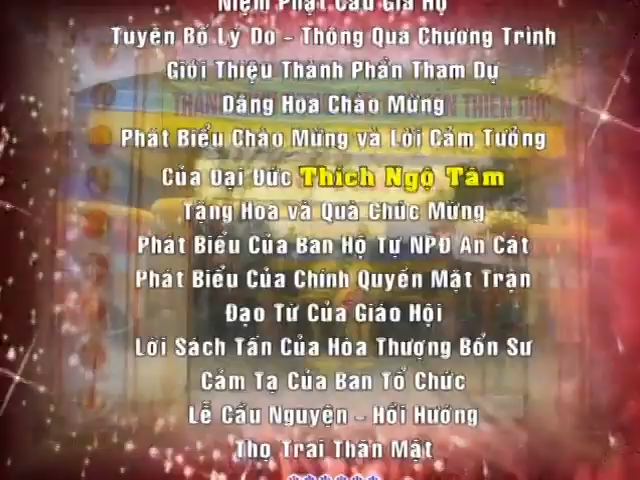 Niệm Phật Cầu Gia Hộ
Tuyên Bố Lý Do - Thông Qua Chương Trình
Giới Thiệu Thành Phần Tham Dự
Dâng Hoa Chào Mừng
Phát Biểu Chào Mừng và Lời Cảm Tưởng
Của Đại Đức Thích Ngộ Tâm
Tặng Hoa và Quà Chúc Mừng
Phát Biểu Của Ban Hộ Tự NPĐ An Cát
Phát Biểu Của Chính Quyền Mặt Trận
Đạo Từ Của Giáo Hội
Lời Sách Tấn Của Hòa Thượng Bổn Sư
Cảm Tạ Của Ban Tổ Chức
Lễ Cầu Nguyện - Hồi Hướng
Thọ Trai Thân Mật